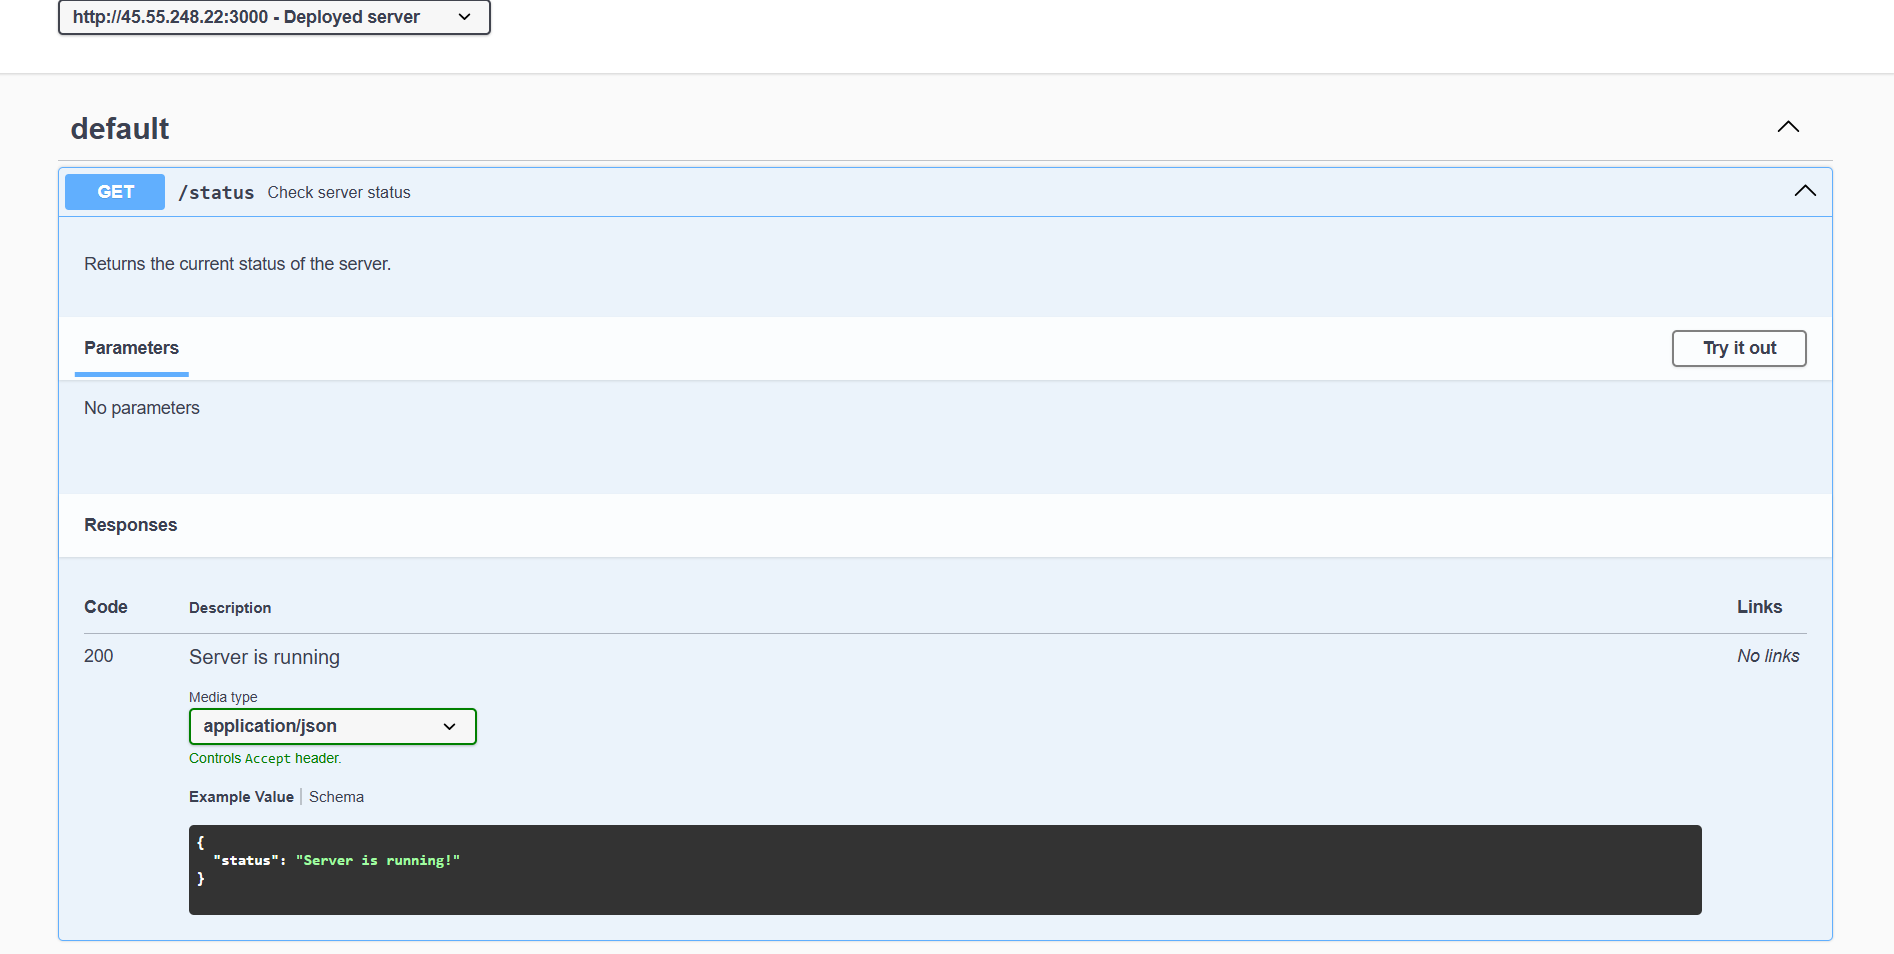 http://45.55.248.22:3000 - Deployed server
default
GET /status Check server status
Returns the current status of the server.
Parameters Try it out
No parameters
Responses
Code Description Links
200 Server is running No links
Media type
application/json
Controls Accept header.
Example Value Schema
{
"status": "Server is running!"
}